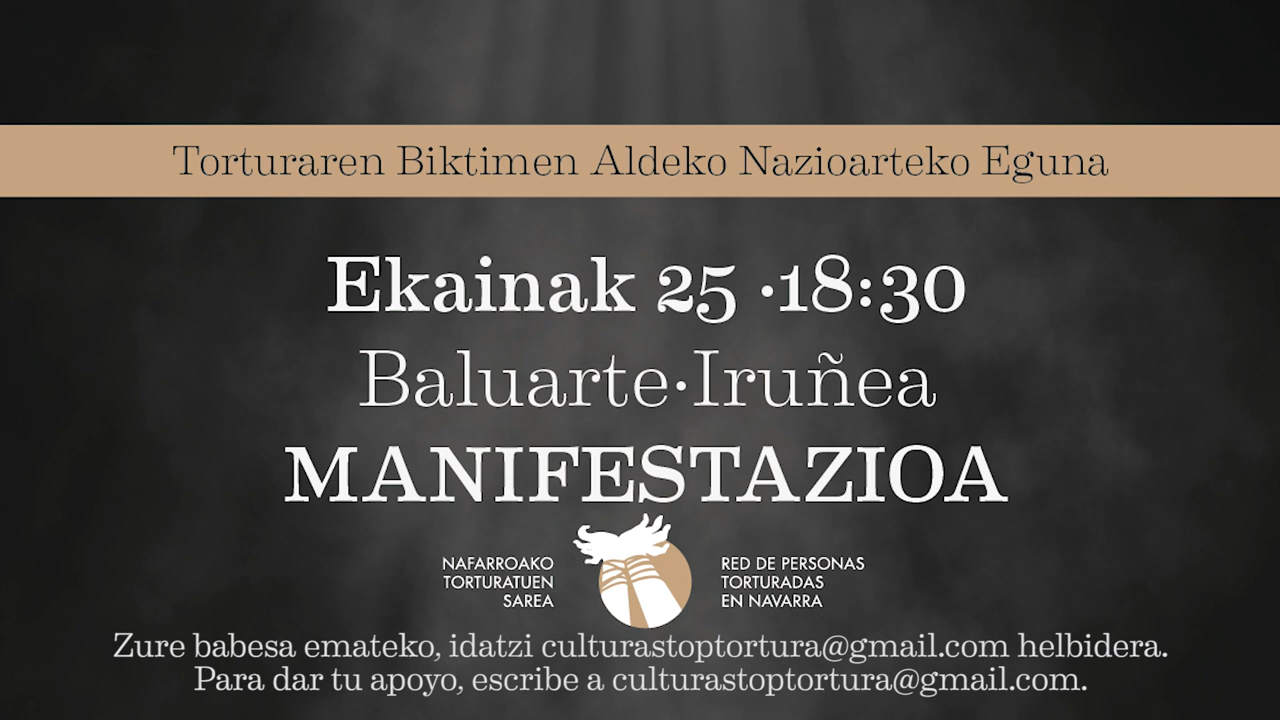 Torturaren Biktimen Aldeko Nazioarteko Eguna
Ekainak 25 ·18:30
Baluarte·Iruñea
MANIFESTAZIOA
NAFARROAKO
TORTURATUEN
SAREA
RED DE PERSONAS
TORTURADAS
EN NAVARRA
Zure babesa emateko, idatzi culturastoptortura@gmail.com helbidera.
Para dar tu apoyo, escribe a culturastoptortura@gmail.com.